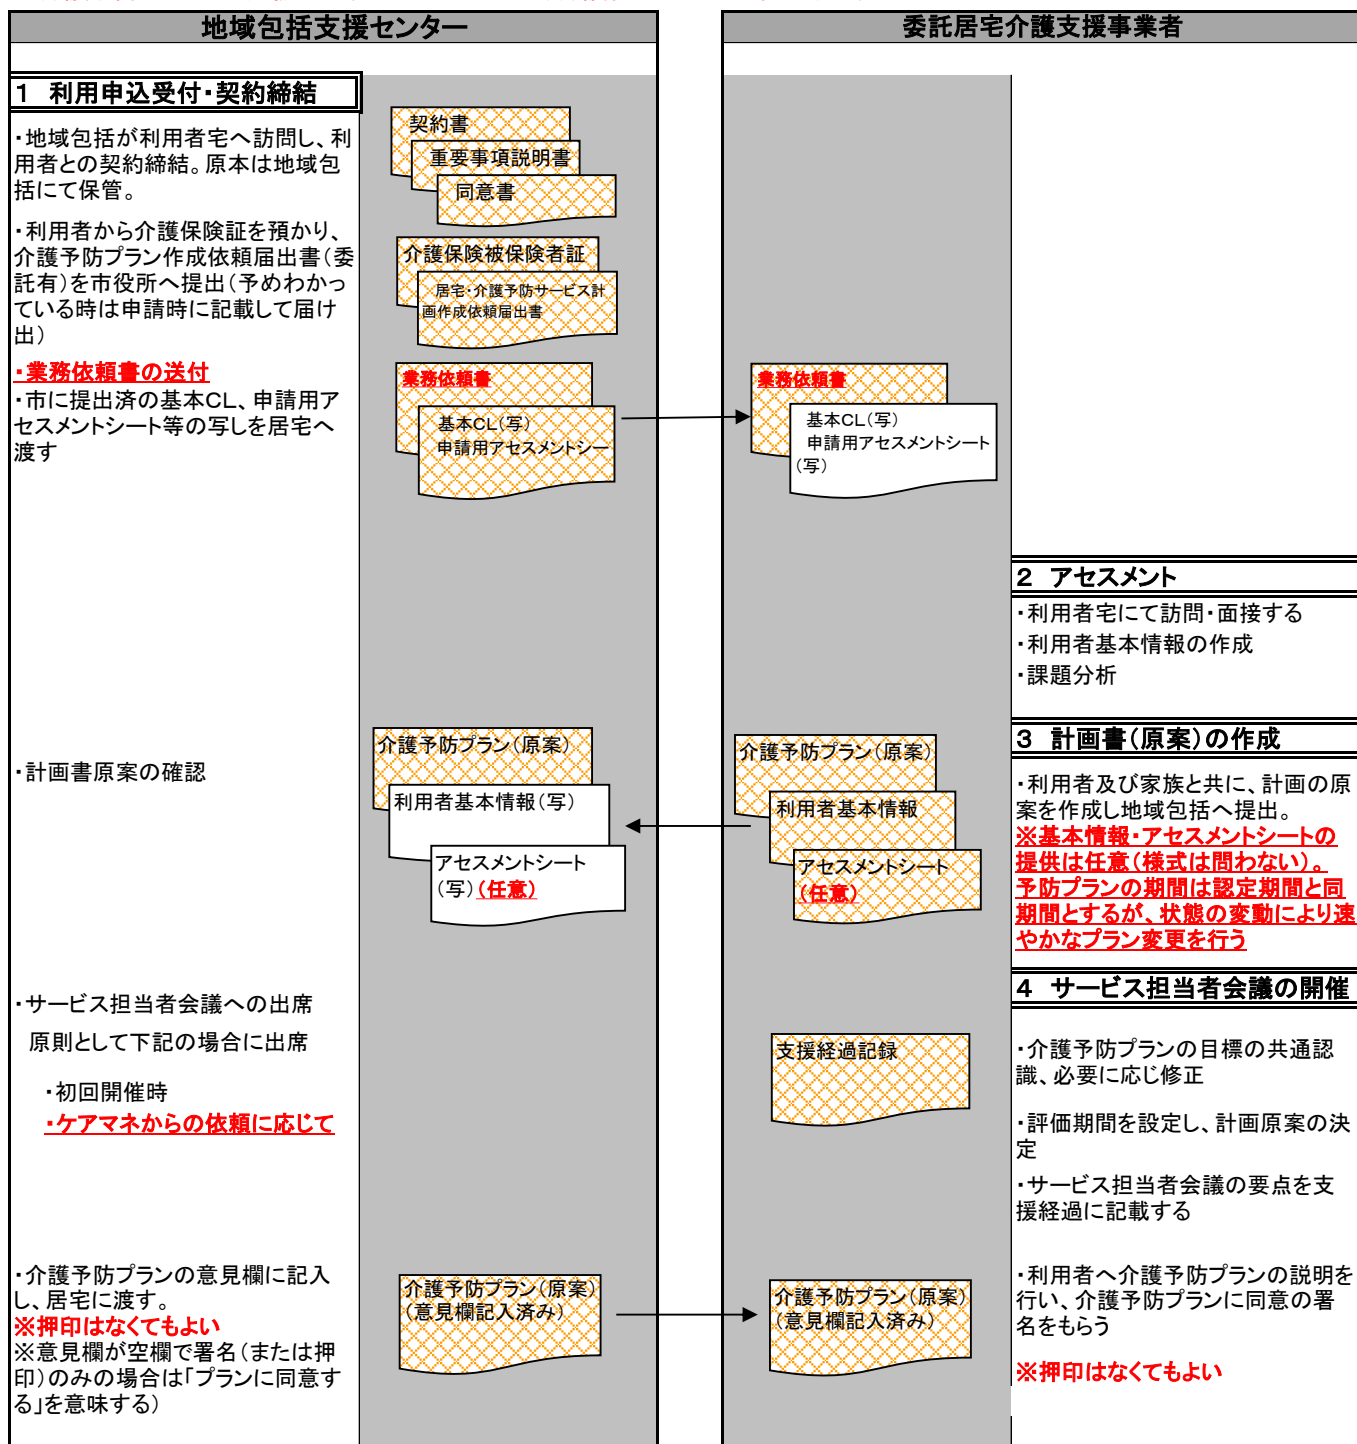 地域包括支援センター
委託居宅介護支援事業者
1　利用申込受付・契約締結
・地域包括が利用者宅へ訪問し、利
用者との契約締結。原本は地域包
括にて保管。
・利用者から介護保険証を預かり、
介護予防プラン作成依頼届出書（委
託有）を市役所へ提出（予めわかっ
ている時は申請時に記載して届け
出）
・業務依頼書の送付
・市に提出済の基本CL、申請用ア
セスメントシート等の写しを居宅へ
渡す
契約書
重要事項説明書
同意書
介護保険被保険者証
居宅・介護予防サービス計
画作成依頼届出書
業務依頼書
基本CL（写）
申請用アセスメントシー
業務依頼書
基本CL（写）
申請用アセスメントシート
（写）
2　アセスメント
・利用者宅にて訪問・面接する
・利用者基本情報の作成
・課題分析
3　計画書（原案）の作成
・計画書原案の確認
介護予防プラン（原案）
利用者基本情報（写）
アセスメントシート
（写）（任意）
介護予防プラン（原案）
利用者基本情報
アセスメントシート
（任意）
・利用者及び家族と共に、計画の原
案を作成し地域包括へ提出。
※基本情報・アセスメントシートの
提供は任意（様式は問わない）。
予防プランの期間は認定期間と同
期間とするが、状態の変動により速
やかなプラン変更を行う
4　サービス担当者会議の開催
・サービス担当者会議への出席
原則として下記の場合に出席
・初回開催時
・ケアマネからの依頼に応じて
支援経過記録
・介護予防プランの目標の共通認
識、必要に応じ修正
・評価期間を設定し、計画原案の決
定
・サービス担当者会議の要点を支
援経過に記載する
・介護予防プランの意見欄に記入
し、居宅に渡す。
※押印はなくてもよい
※意見欄が空欄で署名（または押
印）のみの場合は「プランに同意す
る」を意味する）
介護予防プラン（原案）
（意見欄記入済み）
介護予防プラン（原案）
（意見欄記入済み）
・利用者へ介護予防プランの説明を
行い、介護予防プランに同意の署
名をもらう
※押印はなくてもよい